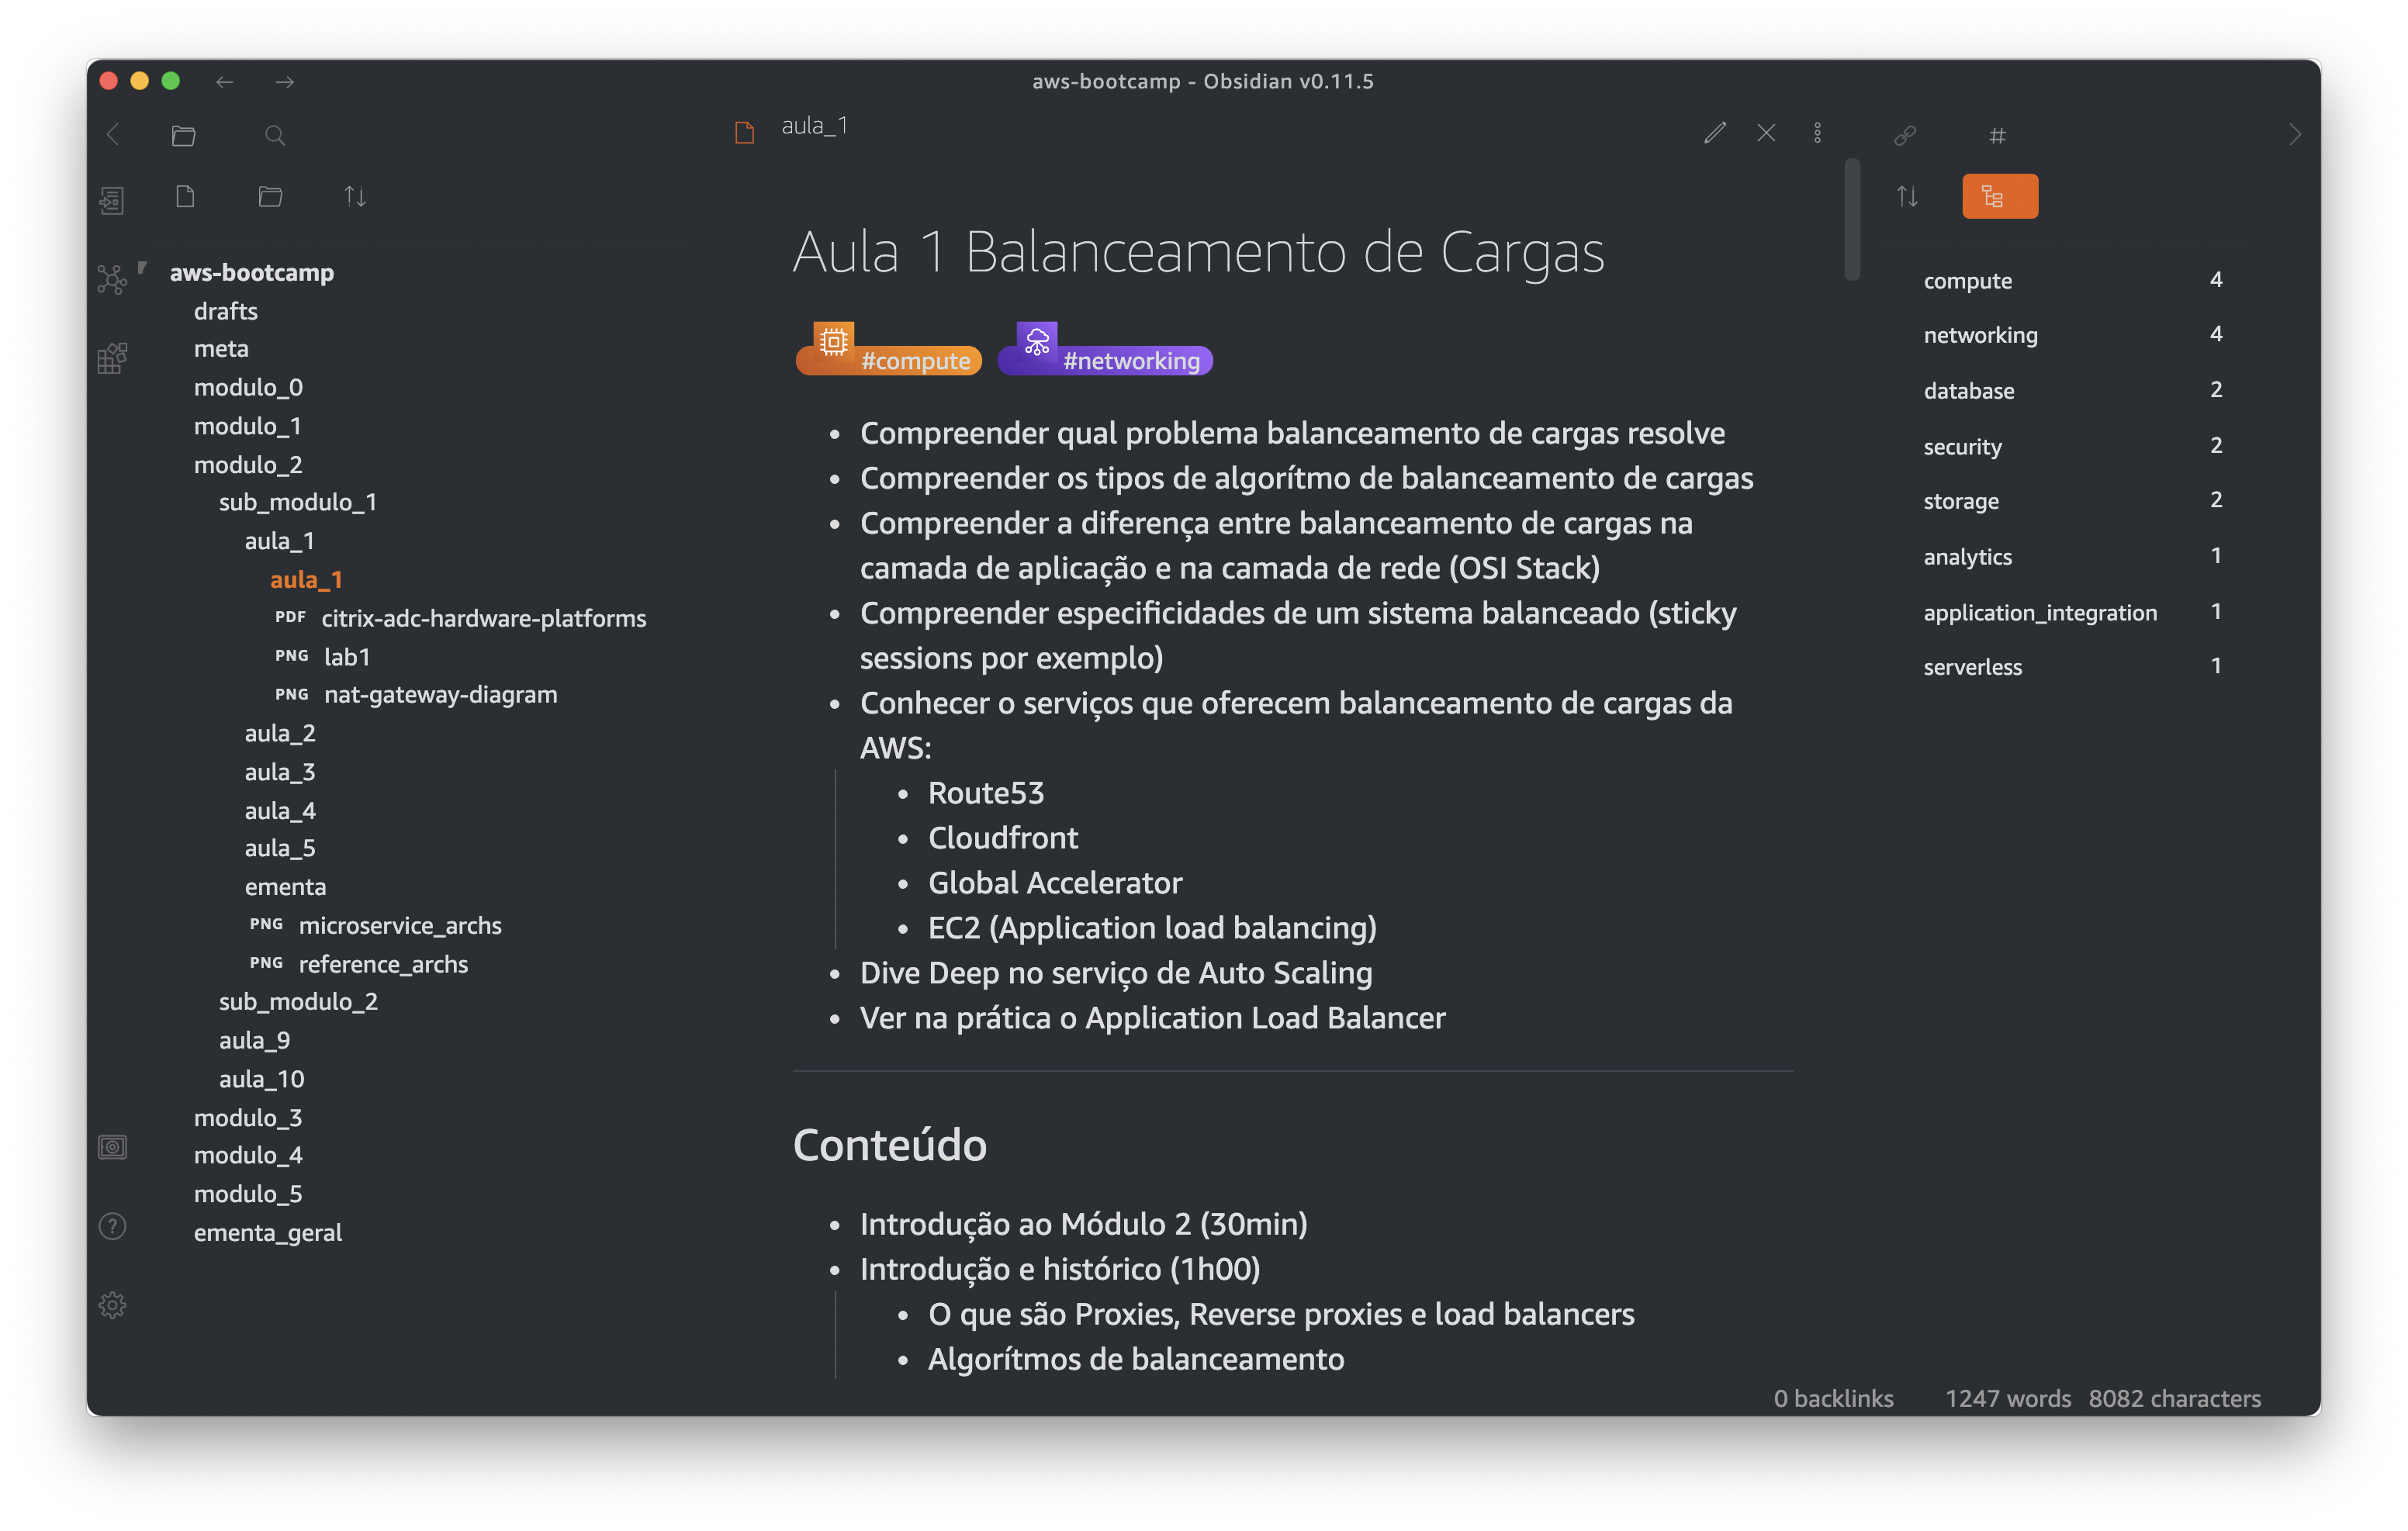 aws-bootcamp - Obsidian v0.11.5
aws-bootcamp
drafts
meta
modulo_0
modulo_1
modulo_2
sub_modulo_1
aula_1
aula_1
PDF citrix-adc-hardware-platforms
PNG lab1
PNG nat-gateway-diagram
aula_2
aula_3
aula_4
aula_5
ementa
PNG microservice_archs
PNG reference_archs
sub_modulo_2
aula_9
aula_10
modulo_3
modulo_4
modulo_5
ementa_geral
aula_1
Aula 1 Balanceamento de Cargas
#compute #networking
• Compreender qual problema balanceamento de cargas resolve
• Compreender os tipos de algorítmo de balanceamento de cargas
• Compreender a diferença entre balanceamento de cargas na
camada de aplicação e na camada de rede (OSI Stack)
• Compreender especificidades de um sistema balanceado (sticky
sessions por exemplo)
• Conhecer o serviços que oferecem balanceamento de cargas da
AWS:
• Route53
• Cloudfront
• Global Accelerator
• EC2 (Application load balancing)
• Dive Deep no serviço de Auto Scaling
• Ver na prática o Application Load Balancer
Conteúdo
• Introdução ao Módulo 2 (30min)
• Introdução e histórico (1h00)
• O que são Proxies, Reverse proxies e load balancers
• Algorítmos de balanceamento
#
compute 4
networking 4
database 2
security 2
storage 2
analytics 1
application_integration 1
serverless 1
0 backlinks 1247 words 8082 characters